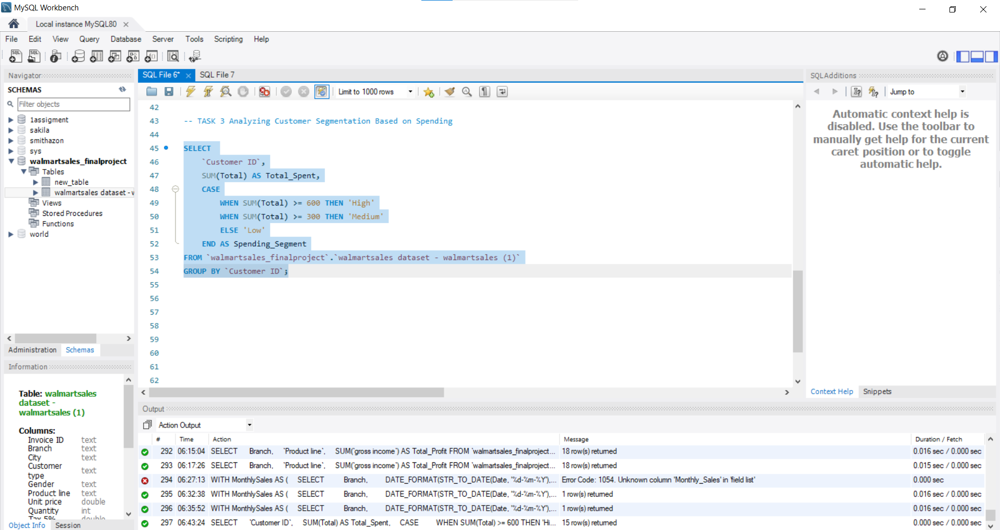 MySQL Workbench
Local instance MySQL80
File Edit View Query Database Server Tools Scripting Help
Navigator
SCHEMAS
Filter objects
1assigment
sakila
smithazon
sys
walmartsales_finalproject
Tables
new_table
walmartsales dataset - w
Views
Stored Procedures
Functions
world
Administration Schemas
Information
Table: walmartsales
dataset -
walmartsales (1)
Columns:
Invoice ID text
Branch text
City text
Customer
type text
Gender text
Product line text
Unit price double
Quantity int
Tax 5% double
Object Info Session
SQL File 6* SQL File 7
Limit to 1000 rows
42
43 -- TASK 3 Analyzing Customer Segmentation Based on Spending
44
45 SELECT
46 `Customer ID`,
47 SUM(Total) AS Total_Spent,
48 CASE
49 WHEN SUM(Total) >= 600 THEN 'High'
50 WHEN SUM(Total) >= 300 THEN 'Medium'
51 ELSE 'Low'
52 END AS Spending_Segment
53 FROM `walmartsales_finalproject`.`walmartsales dataset - walmartsales (1)`
54 GROUP BY `Customer ID`;
55
56
57
58
59
60
61
62
SQLAdditions
Jump to
Automatic context help is
disabled. Use the toolbar to
manually get help for the current
caret position or to toggle
automatic help.
Context Help Snippets
Output
Action Output
# Time Action Message Duration / Fetch
292 06:15:04 SELECT Branch, `Product line`, SUM(`gross income`) AS Total_Profit FROM `walmartsales_finalproject... 18 row(s) returned 0.016 sec / 0.000 sec
293 06:17:26 SELECT Branch, `Product line`, SUM(`gross income`) AS Total_Profit FROM `walmartsales_finalproject... 18 row(s) returned 0.015 sec / 0.000 sec
294 06:27:13 WITH MonthlySales AS ( SELECT Branch, DATE_FORMAT(STR_TO_DATE(Date, "%d-%m-%Y"),... Error Code: 1054. Unknown column 'Monthly_Sales' in 'field list' 0.000 sec
295 06:32:38 WITH MonthlySales AS ( SELECT Branch, DATE_FORMAT(STR_TO_DATE(Date, "%d-%m-%Y"),... 1 row(s) returned 0.016 sec / 0.000 sec
296 06:35:52 WITH MonthlySales AS ( SELECT Branch, DATE_FORMAT(STR_TO_DATE(Date, "%d-%m-%Y"),... 1 row(s) returned 0.016 sec / 0.000 sec
297 06:43:24 SELECT `Customer ID`, SUM(Total) AS Total_Spent, CASE WHEN SUM(Total) >= 600 THEN 'Hi... 15 row(s) returned 0.000 sec / 0.000 sec